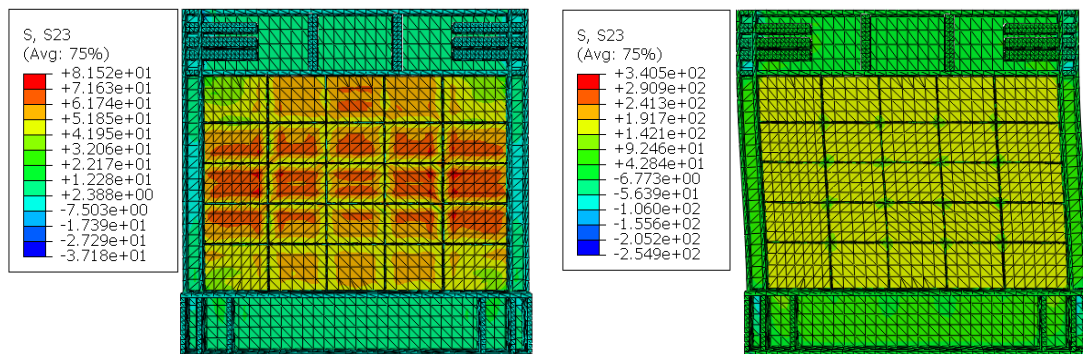 S, S23
(Avg: 75%)
+8.152e+01
+7.163e+01
+6.174e+01
+5.185e+01
+4.195e+01
+3.206e+01
+2.217e+01
+1.228e+01
+2.388e+00
-7.503e+00
-1.739e+01
-2.729e+01
-3.718e+01
S, S23
(Avg: 75%)
+3.405e+02
+2.909e+02
+2.413e+02
+1.917e+02
+1.421e+02
+9.246e+01
+4.284e+01
-6.773e+00
-5.639e+01
-1.060e+02
-1.556e+02
-2.052e+02
-2.549e+02